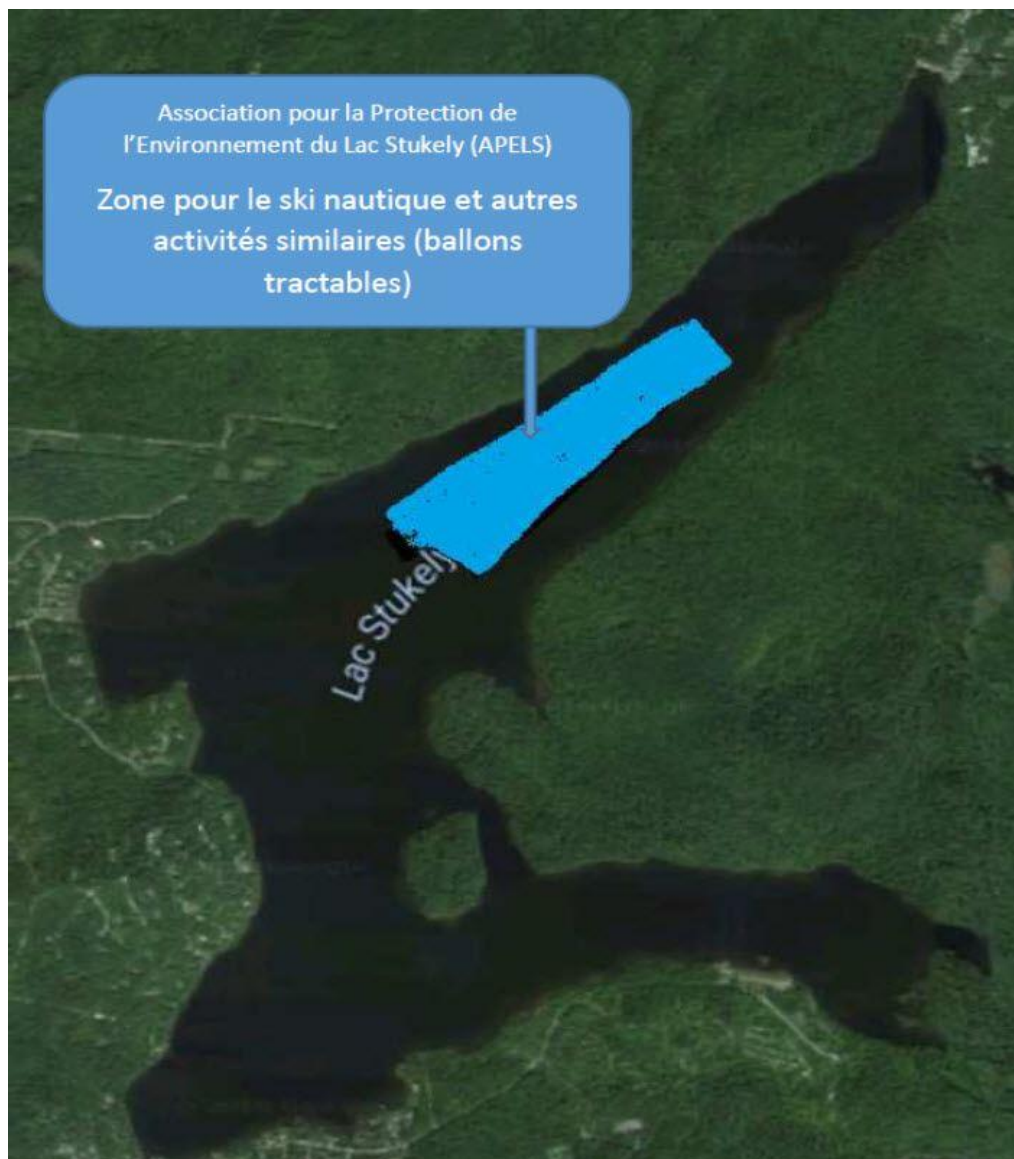 Association pour la Protection de
l'Environnement du Lac Stukely (APELS)
Zone pour le ski nautique et autres
activités similaires (ballons
tractables)
Lac Stukely